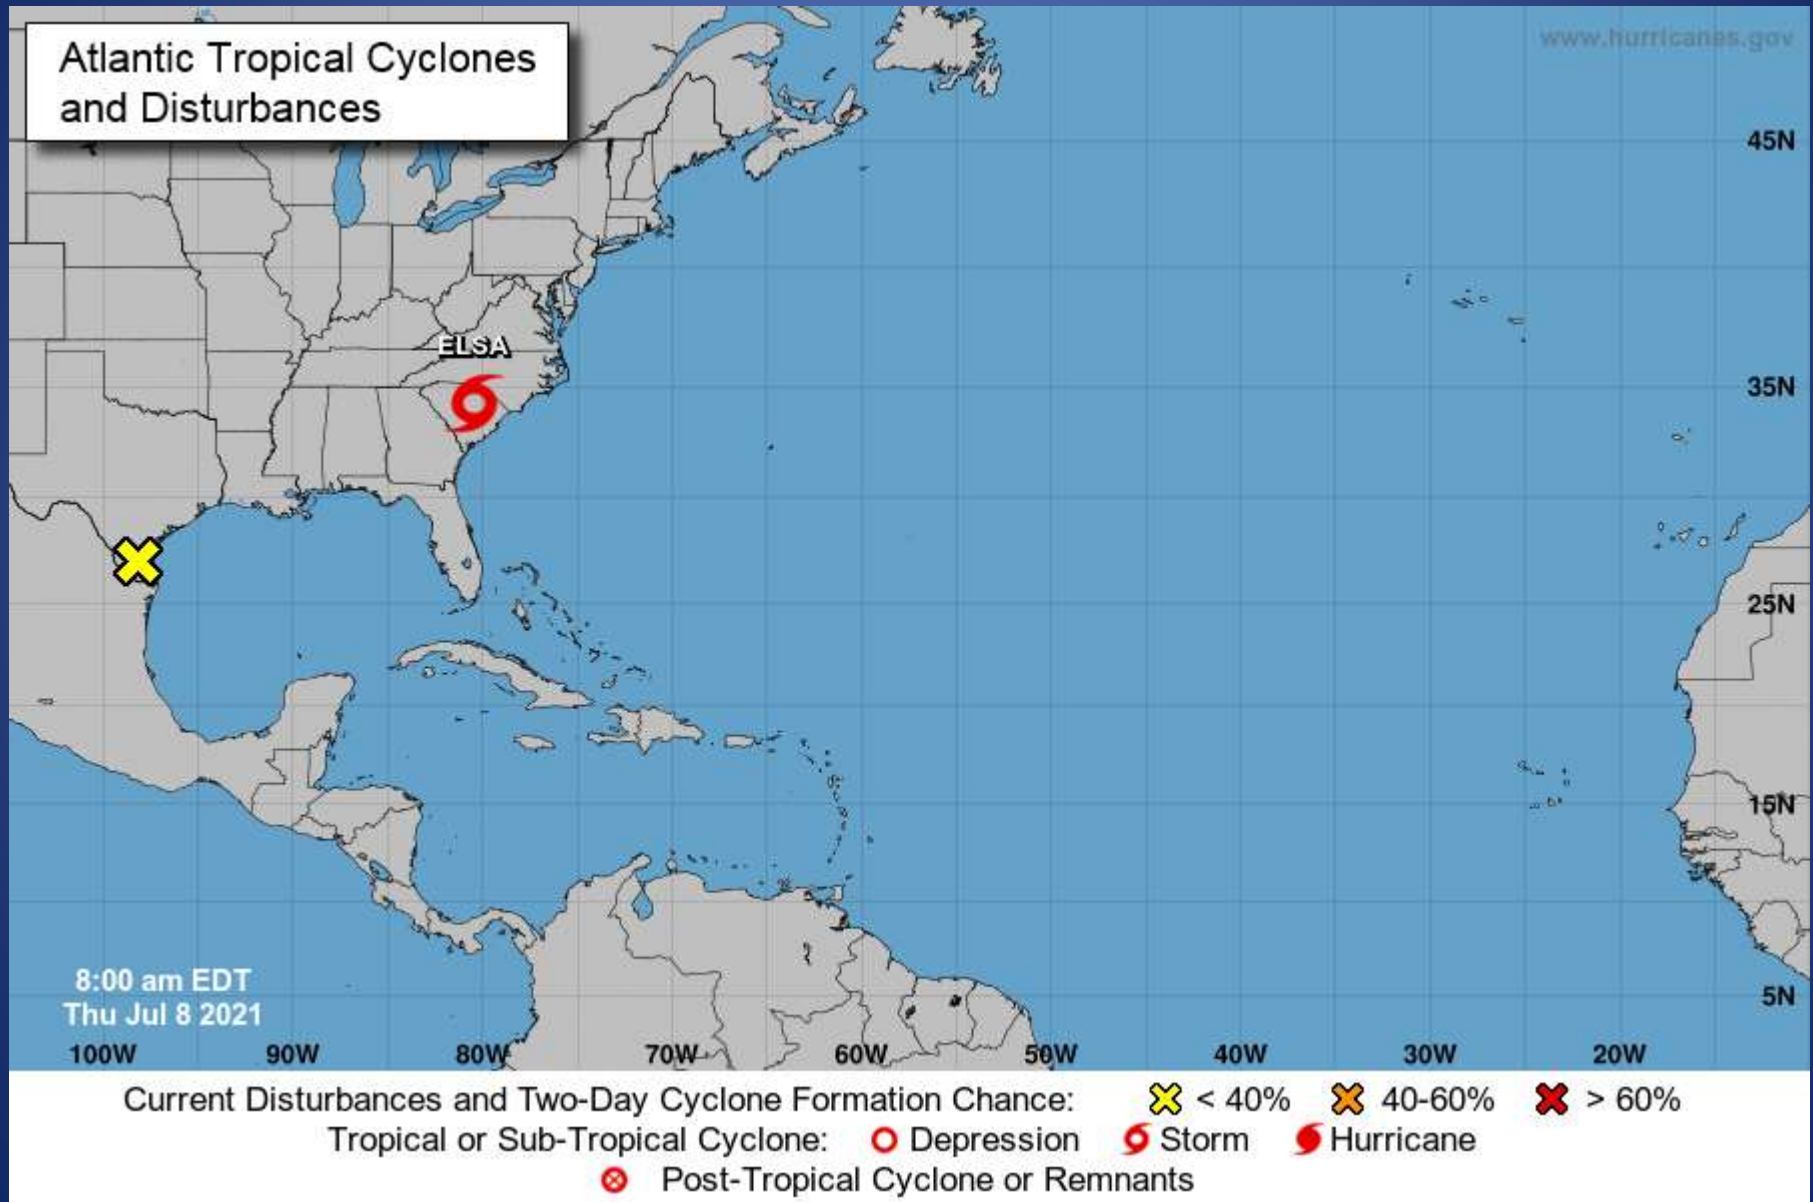 Atlantic Tropical Cyclones
and Disturbances
www.hurricanes.gov
45N
ELSA
35N
25N
15N
8:00 am EDT
Thu Jul 8 2021
5N
100W 90W 80W 70W 60W 50W 40W 30W 20W
Current Disturbances and Two-Day Cyclone Formation Chance: < 40% 40-60% > 60%
Tropical or Sub-Tropical Cyclone: Depression Storm Hurricane
Post-Tropical Cyclone or Remnants